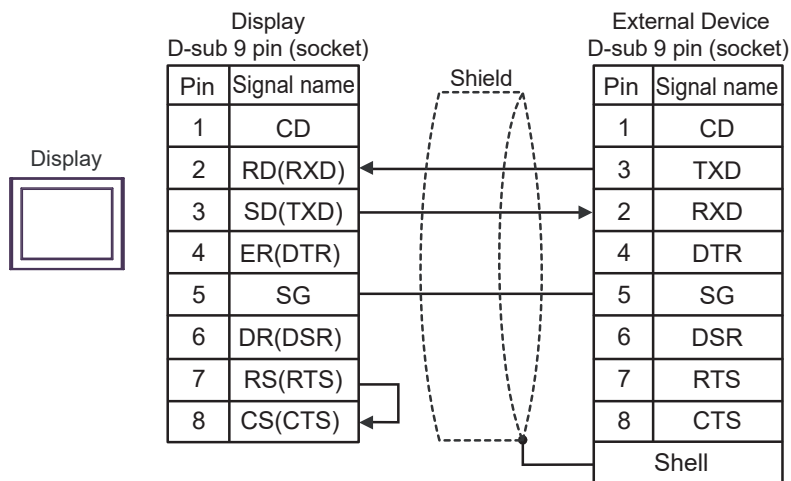 Display
D-sub 9 pin (socket)
External Device
D-sub 9 pin (socket)
Pin Signal name
Shield
Pin Signal name
1 CD
1 CD
Display
2 RD(RXD)
3 TXD
3 SD(TXD)
2 RXD
4 ER(DTR)
4 DTR
5 SG
5 SG
6 DR(DSR)
6 DSR
7 RS(RTS)
7 RTS
8 CS(CTS)
8 CTS
Shell